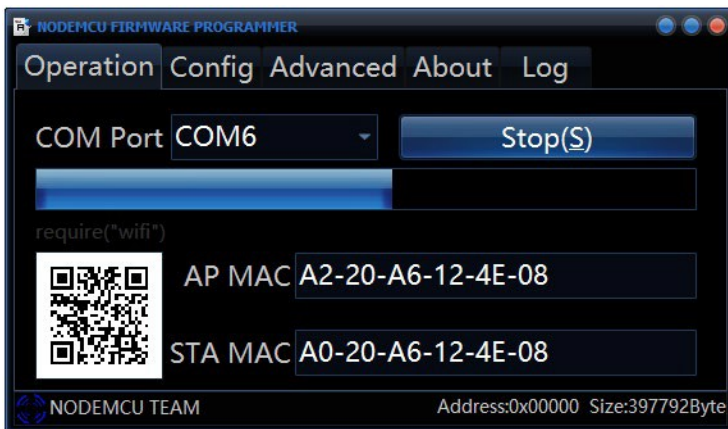 NODEMCU FIRMWARE PROGRAMMER
Operation Config Advanced About Log
COM Port COM6 Stop(S)
require("wifi")
AP MAC A2-20-A6-12-4E-08
STA MAC A0-20-A6-12-4E-08
NODEMCU TEAM Address:0x00000 Size:397792Byte